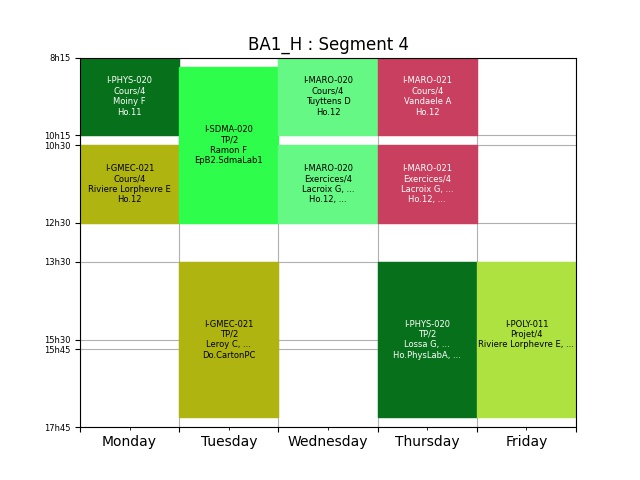 BA1_H : Segment 4
8h15
10h15
10h30
12h30
13h30
15h30
15h45
17h45
I-PHYS-020
Cours/4
Moiny F
Ho.11
I-GMEC-021
Cours/4
Riviere Lorphevre E
Ho.12
I-SDMA-020
TP/2
Ramon F
EpB2.SdmaLab1
I-GMEC-021
TP/2
Leroy C, ...
Do.CartonPC
I-MARO-020
Cours/4
Tuyttens D
Ho.12
I-MARO-020
Exercices/4
Lacroix G, ...
Ho.12, ...
I-MARO-021
Cours/4
Vandaele A
Ho.12
I-MARO-021
Exercices/4
Lacroix G, ...
Ho.12, ...
I-PHYS-020
TP/2
Lossa G, ...
Ho.PhysLabA, ...
I-POLY-011
Projet/4
Riviere Lorphevre E, ...
Monday
Tuesday
Wednesday
Thursday
Friday